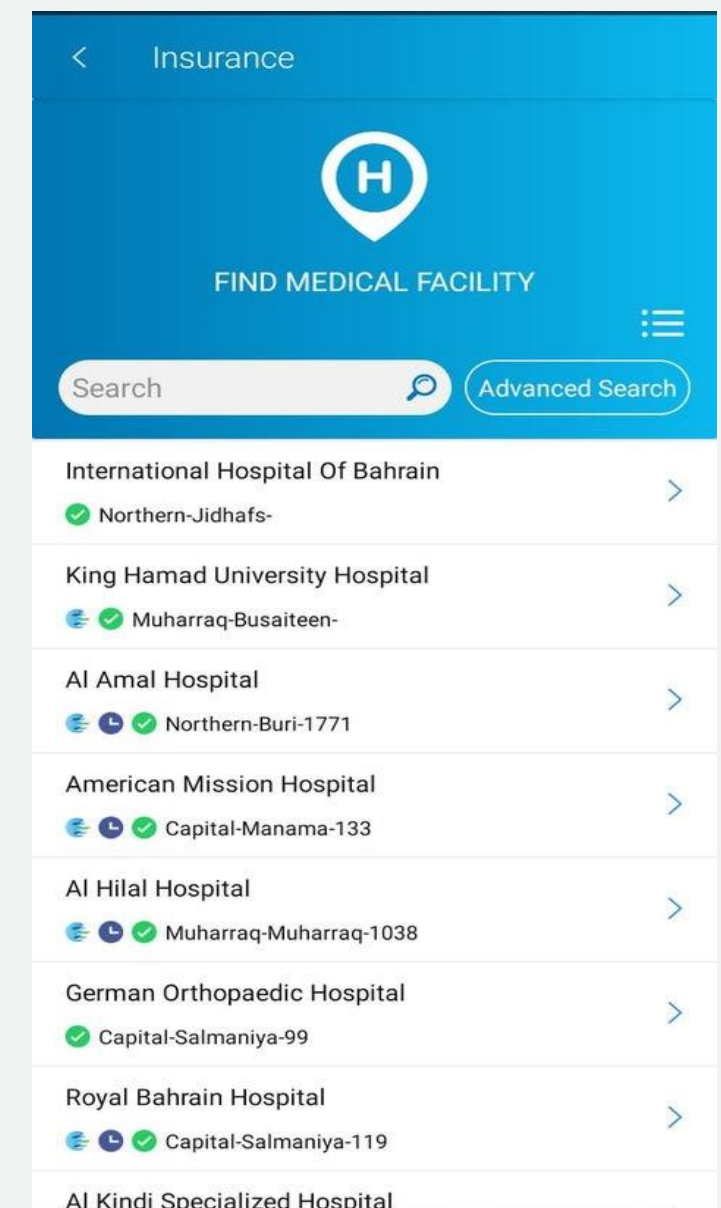 Insurance
H
FIND MEDICAL FACILITY
Search
Advanced Search
International Hospital Of Bahrain
Northern-Jidhafs-
King Hamad University Hospital
Muharraq-Busaiteen-
Al Amal Hospital
Northern-Buri-1771
American Mission Hospital
Capital-Manama-133
Al Hilal Hospital
Muharraq-Muharraq-1038
German Orthopaedic Hospital
Capital-Salmaniya-99
Royal Bahrain Hospital
Capital-Salmaniya-119
Al Kindi Specialized Hospital